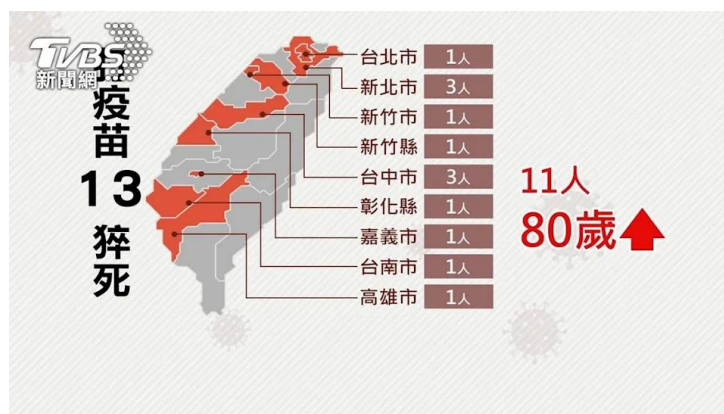 TVBS
新聞網
疫苗
13
猝死
台北市 1人
新北市 3人
新竹市 1人
新竹縣 1人
台中市 3人
彰化縣 1人
嘉義市 1人
台南市 1人
高雄市 1人
11人
80歲